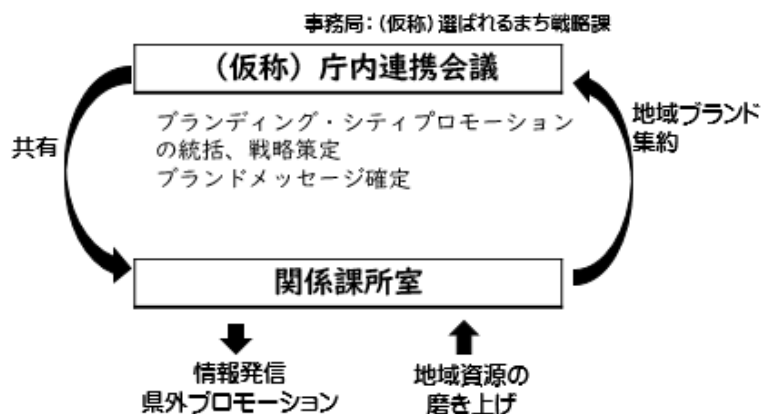 事務局：（仮称）選ばれるまち戦略課
（仮称）庁内連携会議
ブランディング・シティプロモーション
の統括、戦略策定
ブランドメッセージ確定
共有
地域ブランド
集約
関係課所室
情報発信
県外プロモーション
地域資源の
磨き上げ